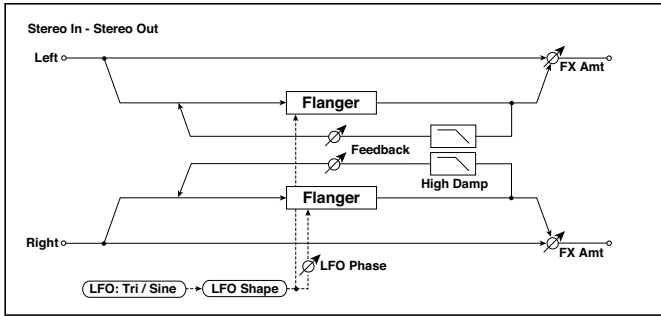 Stereo In - Stereo Out
Left
FX Amt
Flanger
Feedback
High Damp
Flanger
Right
FX Amt
LFO Phase
LFO: Tri / Sine
LFO Shape